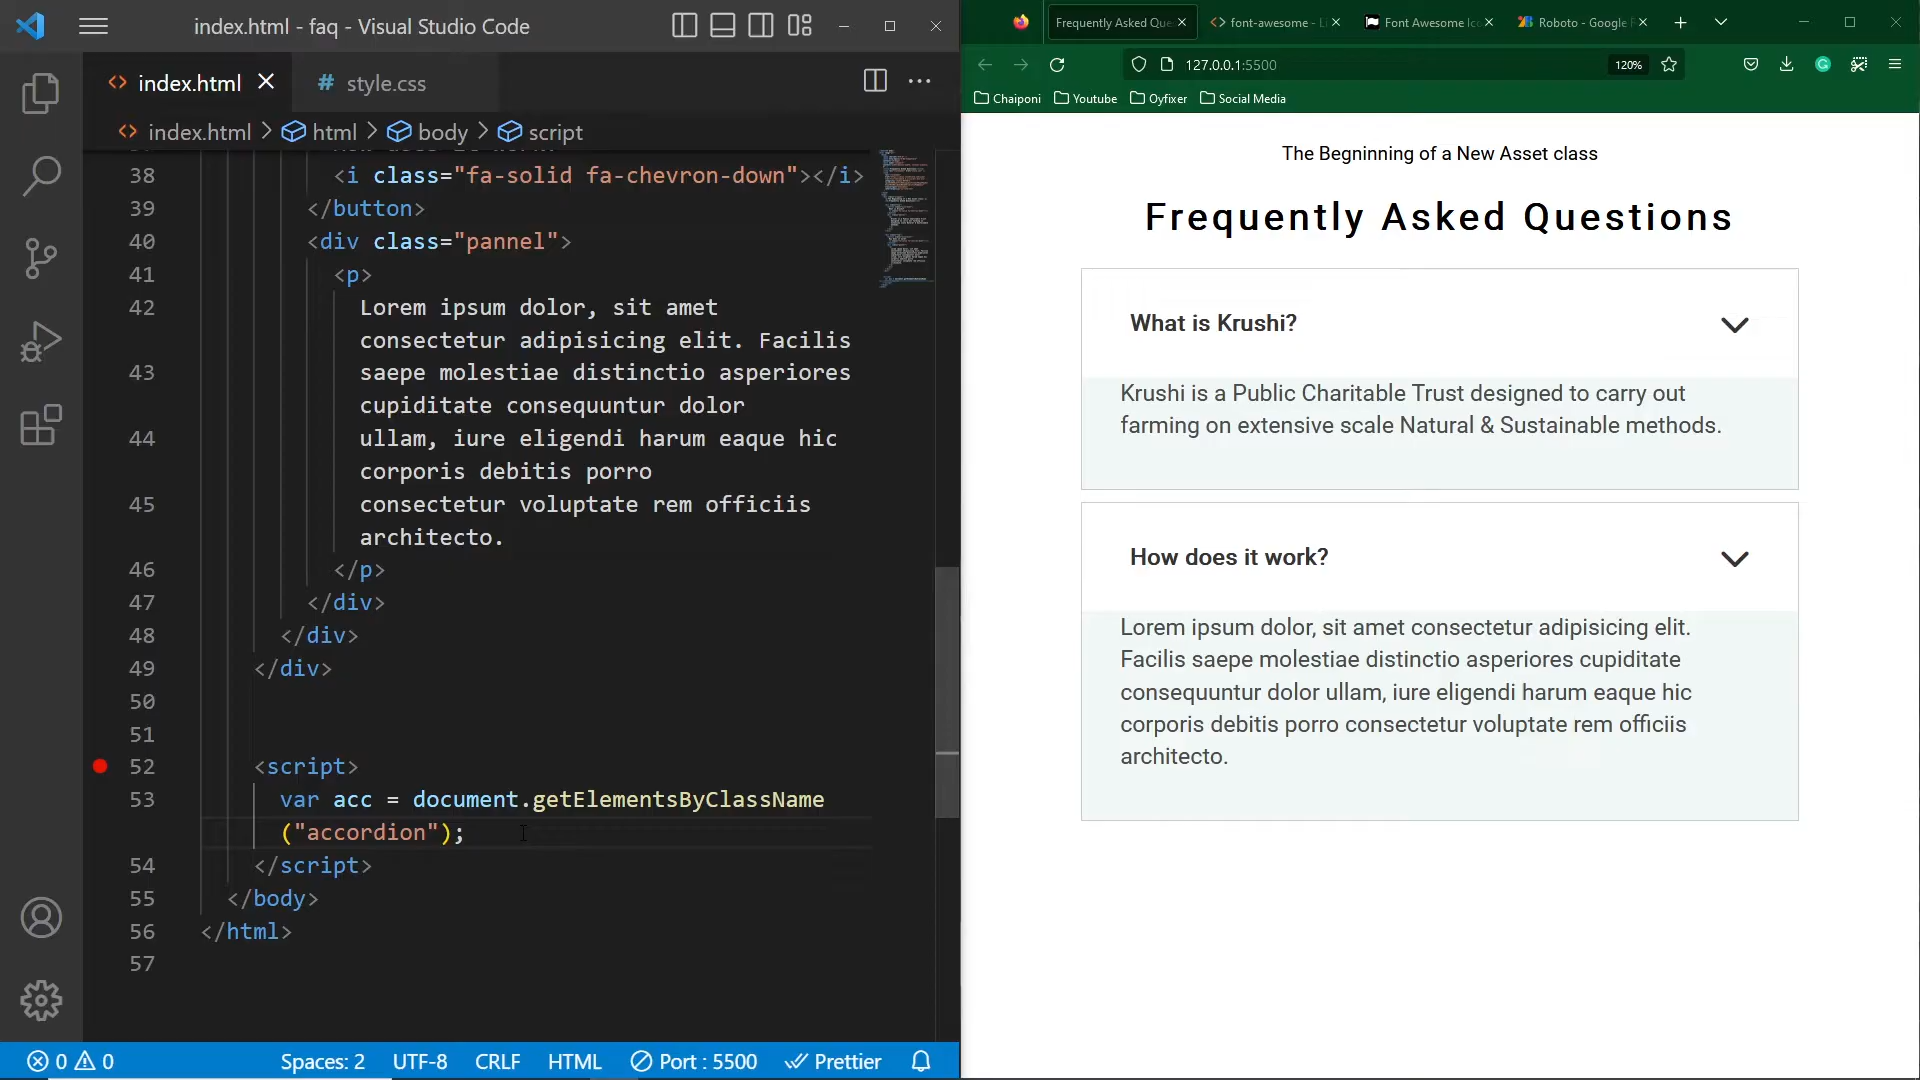 index.html - faq - Visual Studio Code
index.html
# style.css
index.html > html > body > script
38 <i class="fa-solid fa-chevron-down"></i>
39 </button>
40 <div class="pannel">
41 <p>
42 Lorem ipsum dolor, sit amet
consectetur adipisicing elit. Facilis
43 saepe molestiae distinctio asperiores
cupiditate consequuntur dolor
44 ullam, iure eligendi harum eaque hic
corporis debitis porro
45 consectetur voluptate rem officiis
architecto.
46 </p>
47 </div>
48 </div>
49 </div>
50
51
52 <script>
53 var acc = document.getElementsByClassName
("accordion");
54 </script>
55 </body>
56 </html>
57
0 0 Spaces: 2 UTF-8 CRLF HTML Port : 5500 Prettier
Frequently Asked Que
font-awesome - Li
Font Awesome Ico
Roboto - Google F
127.0.0.1:5500
120%
Chaiponi Youtube Oyfixer Social Media
The Begninning of a New Asset class
Frequently Asked Questions
What is Krushi?
Krushi is a Public Charitable Trust designed to carry out
farming on extensive scale Natural & Sustainable methods.
How does it work?
Lorem ipsum dolor, sit amet consectetur adipisicing elit.
Facilis saepe molestiae distinctio asperiores cupiditate
consequuntur dolor ullam, iure eligendi harum eaque hic
corporis debitis porro consectetur voluptate rem officiis
architecto.